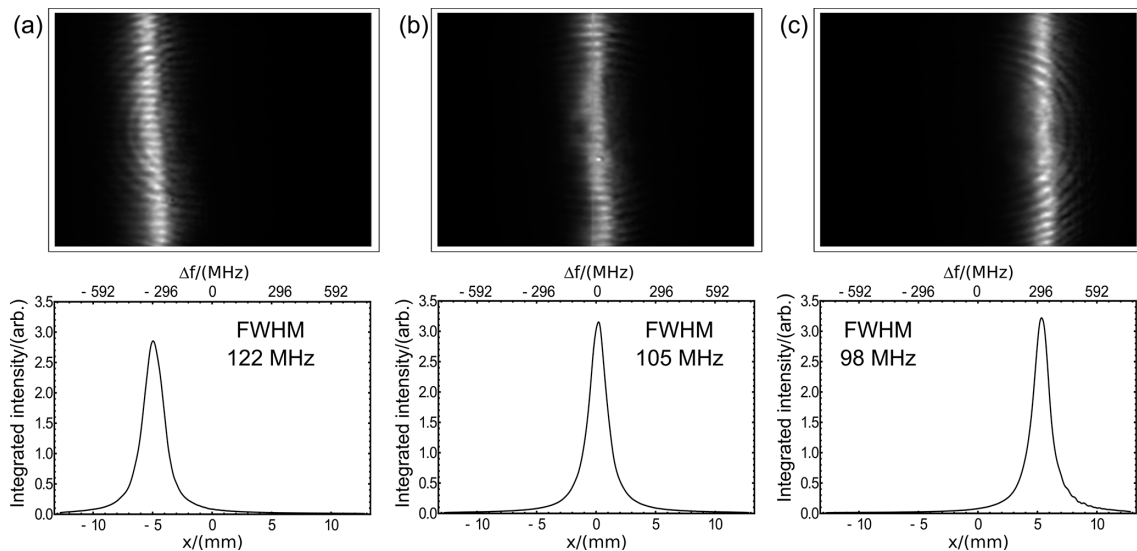 (a)
(b)
(c)
Δf/(MHz)
- 592 - 296 0 296 592
3.5
3.0
2.5
2.0
1.5
1.0
0.5
0.0
Integrated intensity/(arb.)
FWHM
122 MHz
- 10 - 5 0 5 10
x/(mm)
Δf/(MHz)
- 592 - 296 0 296 592
3.5
3.0
2.5
2.0
1.5
1.0
0.5
0.0
Integrated intensity/(arb.)
FWHM
105 MHz
- 10 - 5 0 5 10
x/(mm)
Δf/(MHz)
- 592 - 296 0 296 592
3.5
3.0
2.5
2.0
1.5
1.0
0.5
0.0
Integrated intensity/(arb.)
FWHM
98 MHz
- 10 - 5 0 5 10
x/(mm)